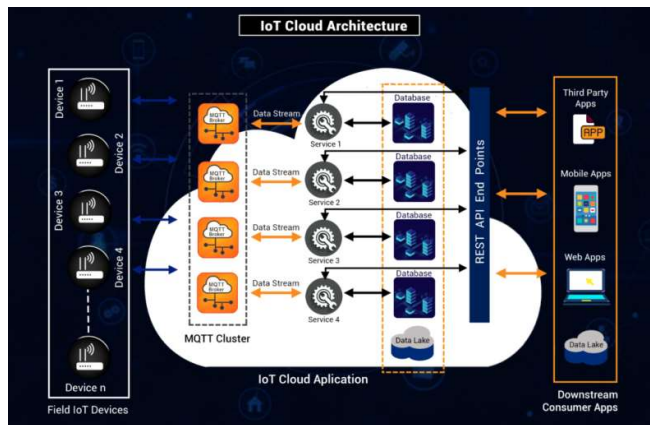 IoT Cloud Architecture
Device 1
Device 2
Device 3
Device 4
Device n
Field IoT Devices
MQTT
Broker
MQTT
Broker
MQTT
Broker
MQTT
Broker
MQTT Cluster
Data Stream
Data Stream
Data Stream
Data Stream
Service 1
Service 2
Service 3
Service 4
Database
Database
Database
Database
Data Lake
IoT Cloud Aplication
REST API End Points
Third Party
Apps
APP
Mobile Apps
Web Apps
Data Lake
Downstream
Consumer Apps